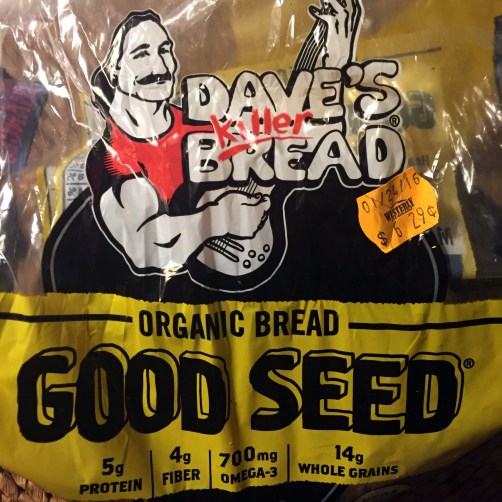 DAVE'S
Killer
BREAD®
01/24/16
WESTERLY
$ 6 29¢
ORGANIC BREAD
GOOD SEED®
5g PROTEIN
4g FIBER
700mg OMEGA-3
14g WHOLE GRAINS